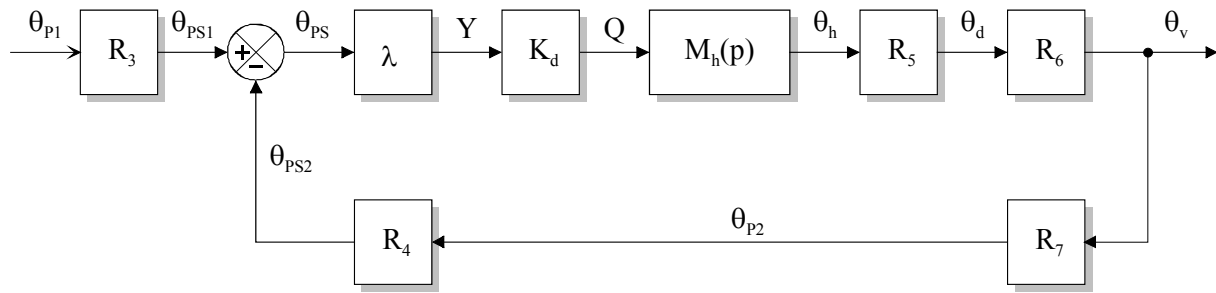 θP1 θPS1 θPS Y Q θh θd θv
R3 + − λ Kd Mh(p) R5 R6
θPS2
θP2
R4 R7